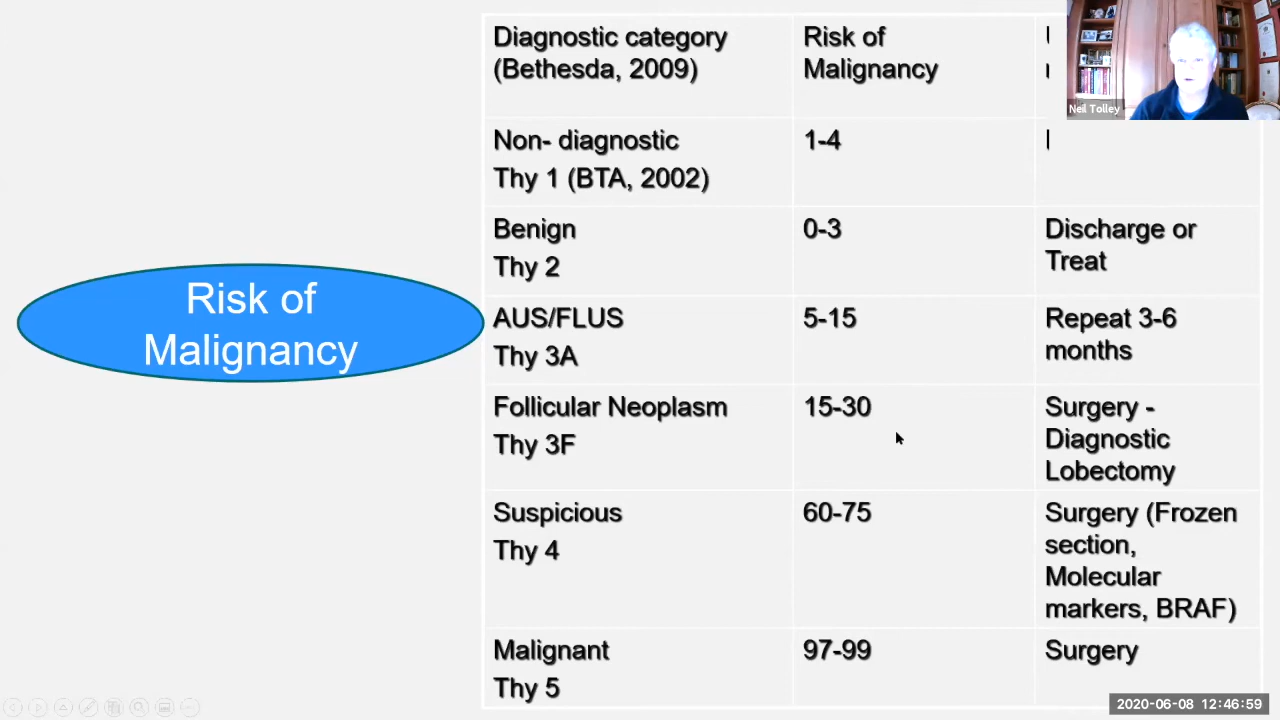 Risk of
Malignancy
Diagnostic category
(Bethesda, 2009)
Risk of
Malignancy
Non- diagnostic
Thy 1 (BTA, 2002)
1-4
Benign
Thy 2
0-3
Discharge or
Treat
AUS/FLUS
Thy 3A
5-15
Repeat 3-6
months
Follicular Neoplasm
Thy 3F
15-30
Surgery -
Diagnostic
Lobectomy
Suspicious
Thy 4
60-75
Surgery (Frozen
section,
Molecular
markers, BRAF)
Malignant
Thy 5
97-99
Surgery
Neil Tolley
2020-06-08 12:46:59